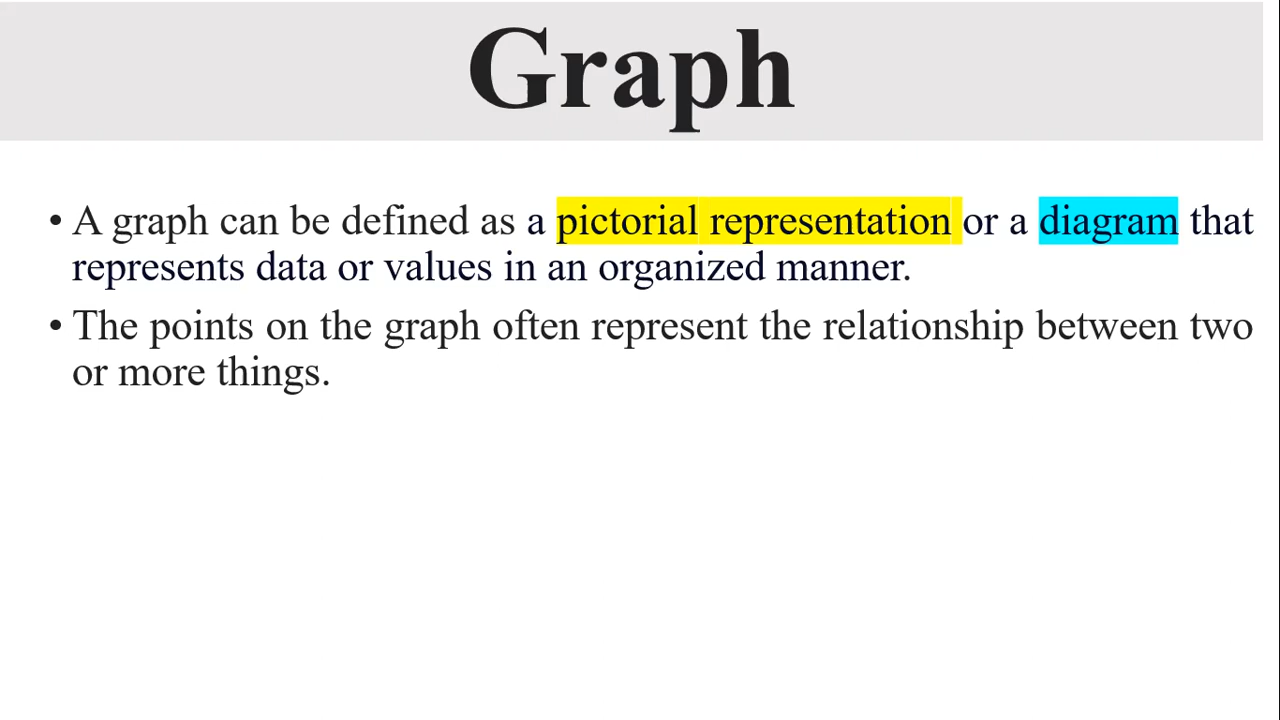 Graph
• A graph can be defined as a pictorial representation or a diagram that
represents data or values in an organized manner.
• The points on the graph often represent the relationship between two
or more things.